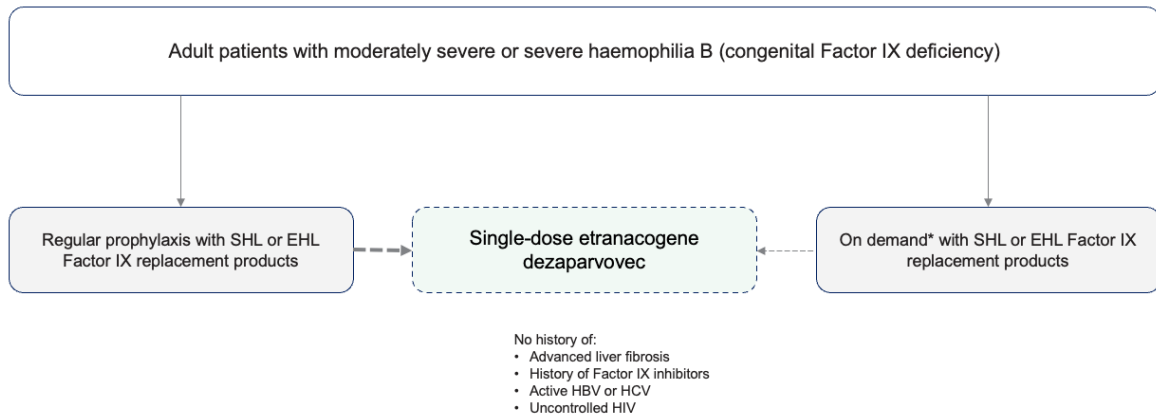 Adult patients with moderately severe or severe haemophilia B (congenital Factor IX deficiency)
Regular prophylaxis with SHL or EHL
Factor IX replacement products
Single-dose etranacogene
dezaparvovec
On demand* with SHL or EHL Factor IX
replacement products
No history of:
• Advanced liver fibrosis
• History of Factor IX inhibitors
• Active HBV or HCV
• Uncontrolled HIV